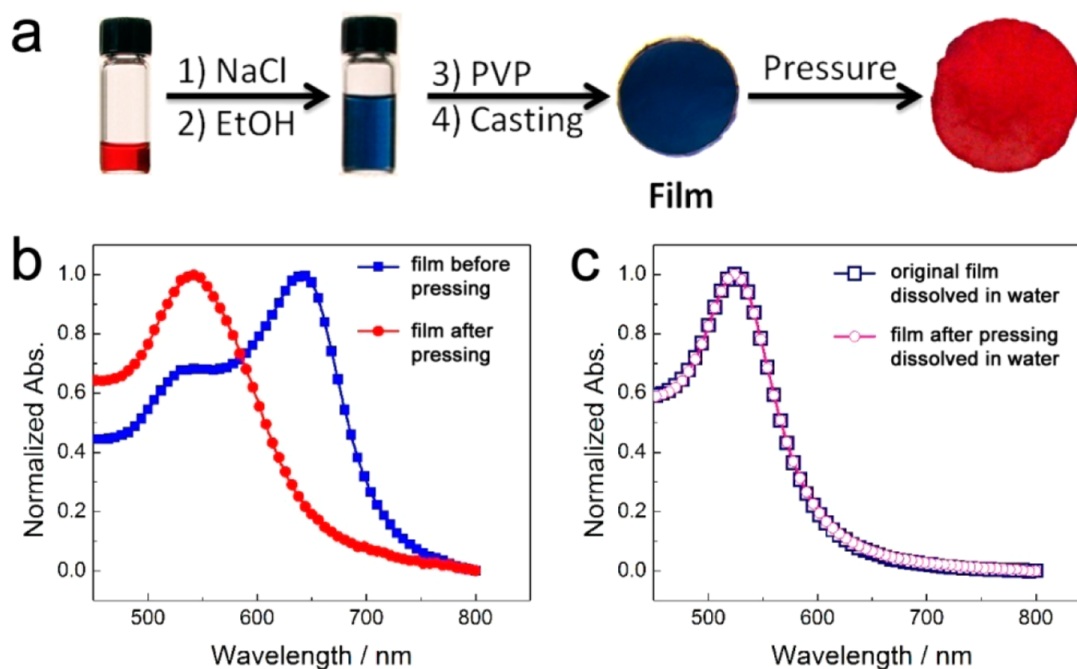 a
1) NaCl
2) EtOH
3) PVP
4) Casting
Film
Pressure
b
film before
pressing
film after
pressing
Normalized Abs.
1.0
0.8
0.6
0.4
0.2
0.0
500 600 700 800
Wavelength / nm
c
original film
dissolved in water
film after pressing
dissolved in water
Normalized Abs.
1.0
0.8
0.6
0.4
0.2
0.0
500 600 700 800
Wavelength / nm